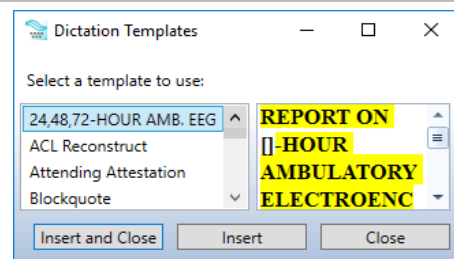 Dictation Templates
Select a template to use:
24,48,72-HOUR AMB. EEG
ACL Reconstruct
Attending Attestation
Blockquote
REPORT ON
[]-HOUR
AMBULATORY
ELECTROENC
Insert and Close
Insert
Close